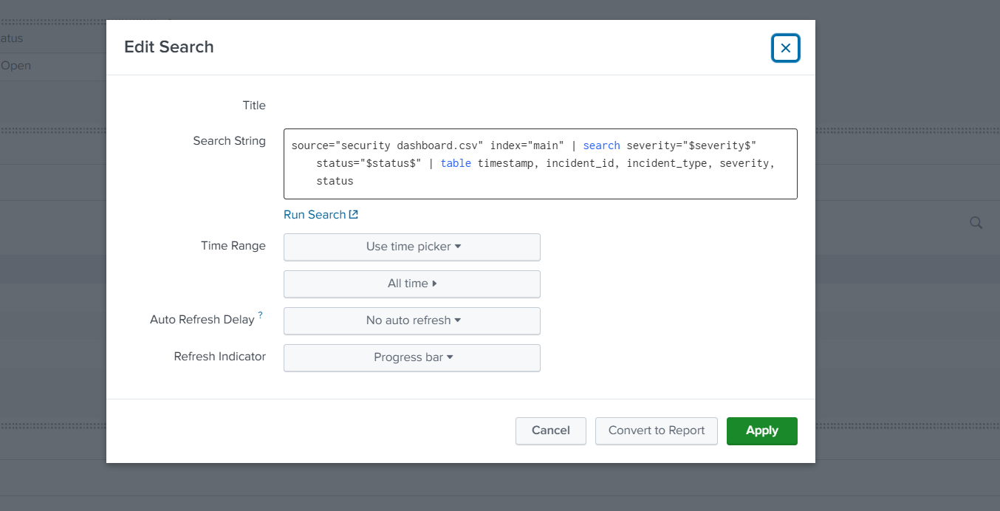 atus
Open
Edit Search
Title
Search String
source="security dashboard.csv" index="main" | search severity="$severity$"
status="$status$" | table timestamp, incident_id, incident_type, severity,
status
Run Search
Time Range
Use time picker
All time
Auto Refresh Delay ?
No auto refresh
Refresh Indicator
Progress bar
Cancel
Convert to Report
Apply